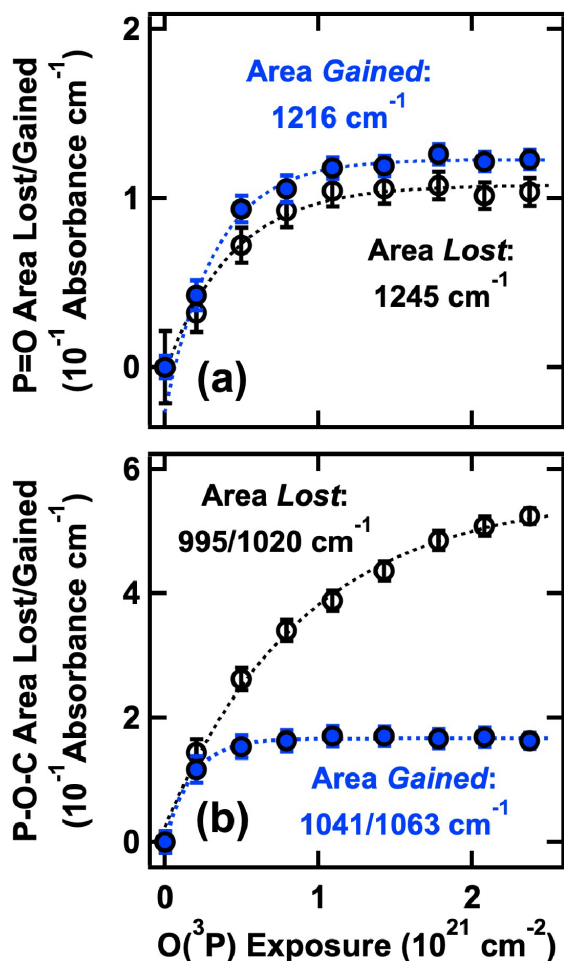 P=O Area Lost/Gained
(10⁻¹ Absorbance cm⁻¹)
2
1
0
Area Gained:
1216 cm⁻¹
Area Lost:
1245 cm⁻¹
(a)
P-O-C Area Lost/Gained
(10⁻¹ Absorbance cm⁻¹)
6
4
2
0
Area Lost:
995/1020 cm⁻¹
Area Gained:
1041/1063 cm⁻¹
(b)
0 1 2
O(³P) Exposure (10²¹ cm⁻²)